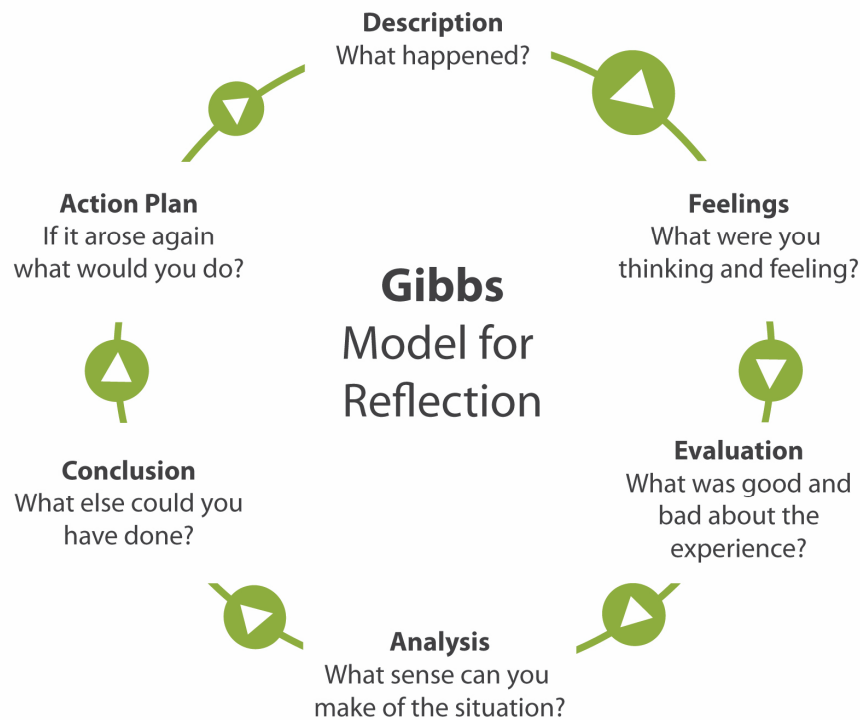 Description
What happened?
Feelings
What were you
thinking and feeling?
Evaluation
What was good and
bad about the
experience?
Analysis
What sense can you
make of the situation?
Conclusion
What else could you
have done?
Action Plan
If it arose again
what would you do?
Gibbs
Model for
Reflection